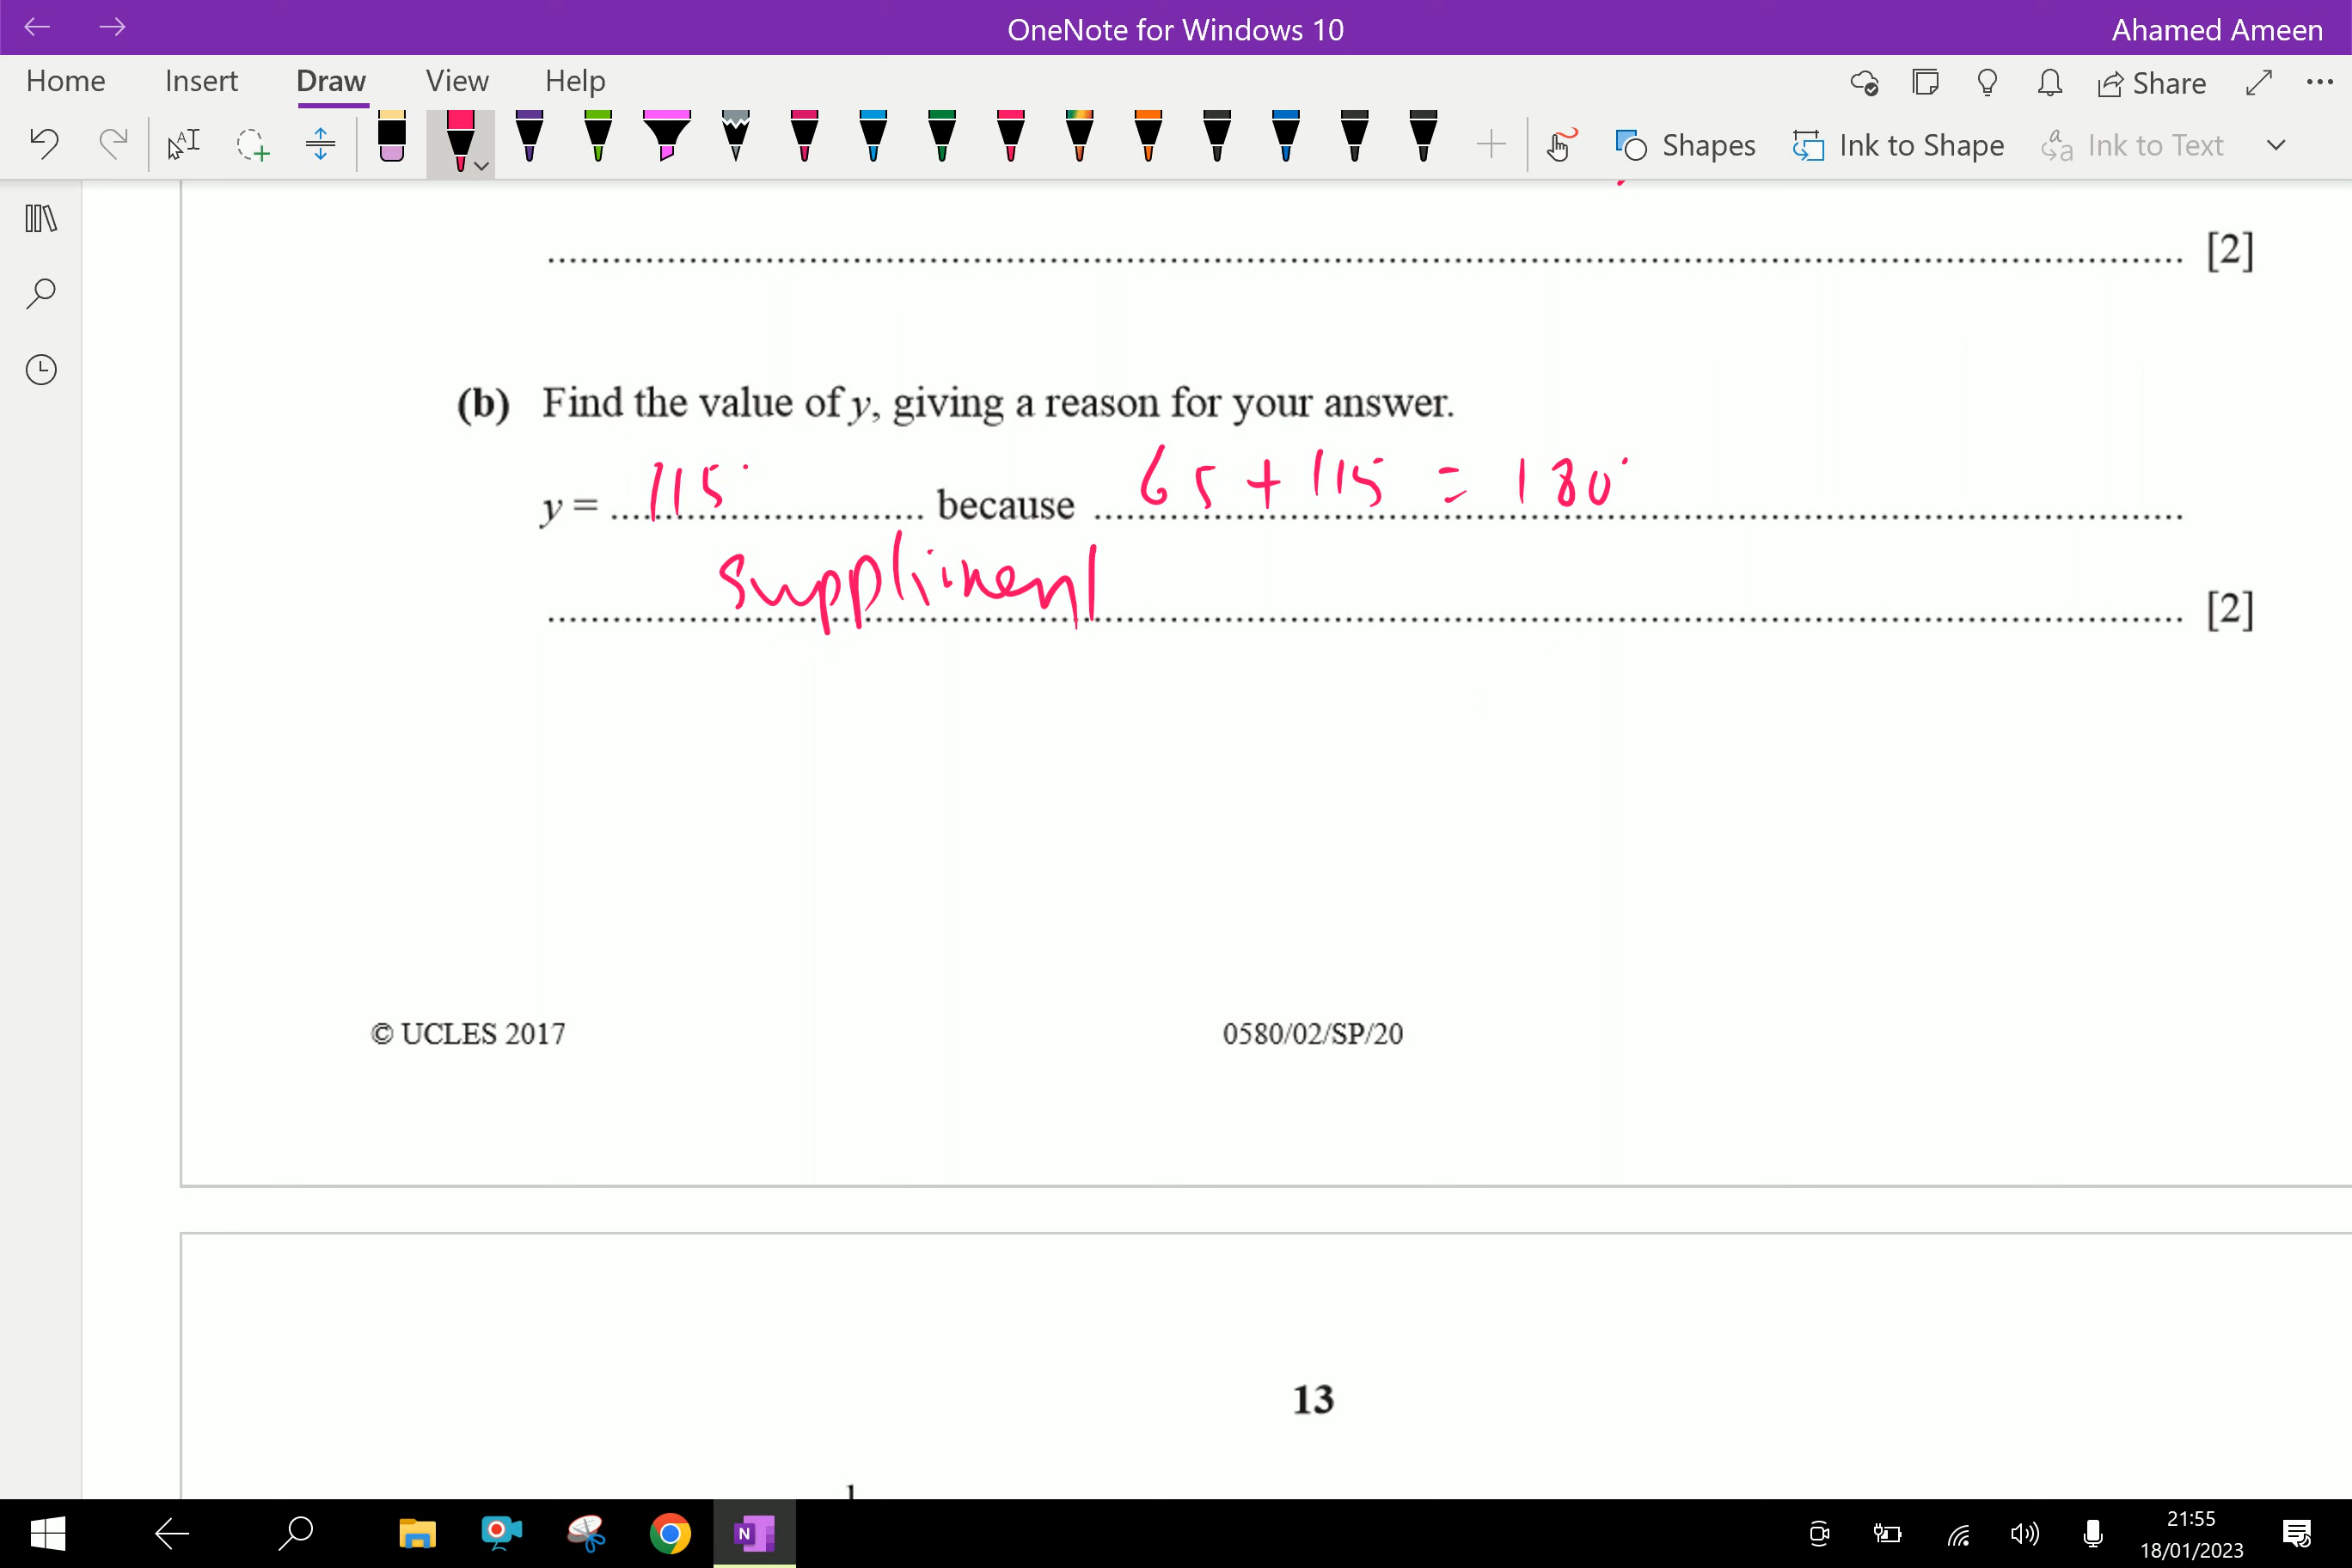 OneNote for Windows 10
Ahamed Ameen
Home Insert Draw View Help
Share
Shapes Ink to Shape Ink to Text
[2]
(b) Find the value of y, giving a reason for your answer.
y = 115° because 65 + 115 = 180°
suppliment [2]
© UCLES 2017 0580/02/SP/20
13
21:55
18/01/2023